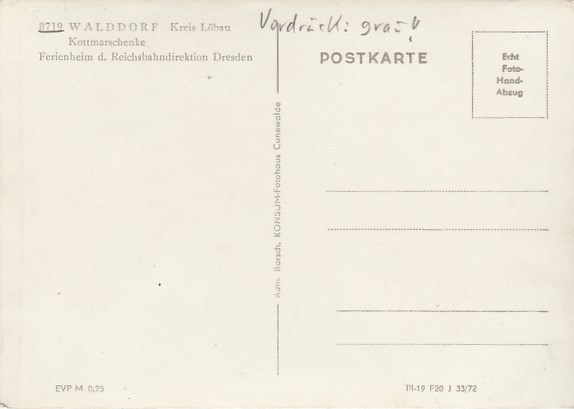 8719 WALDDORF Kreis Löbau
Kottmarschenke
Ferienheim d. Reichsbahndirektion Dresden
Vordruck: grau!
POSTKARTE
Echt
Foto-
Hand-
Abzug
Aufn. Borsch, KONSUM-Fotohaus Cunewalde
EVP M 0,25
III-19 F20 J 33/72